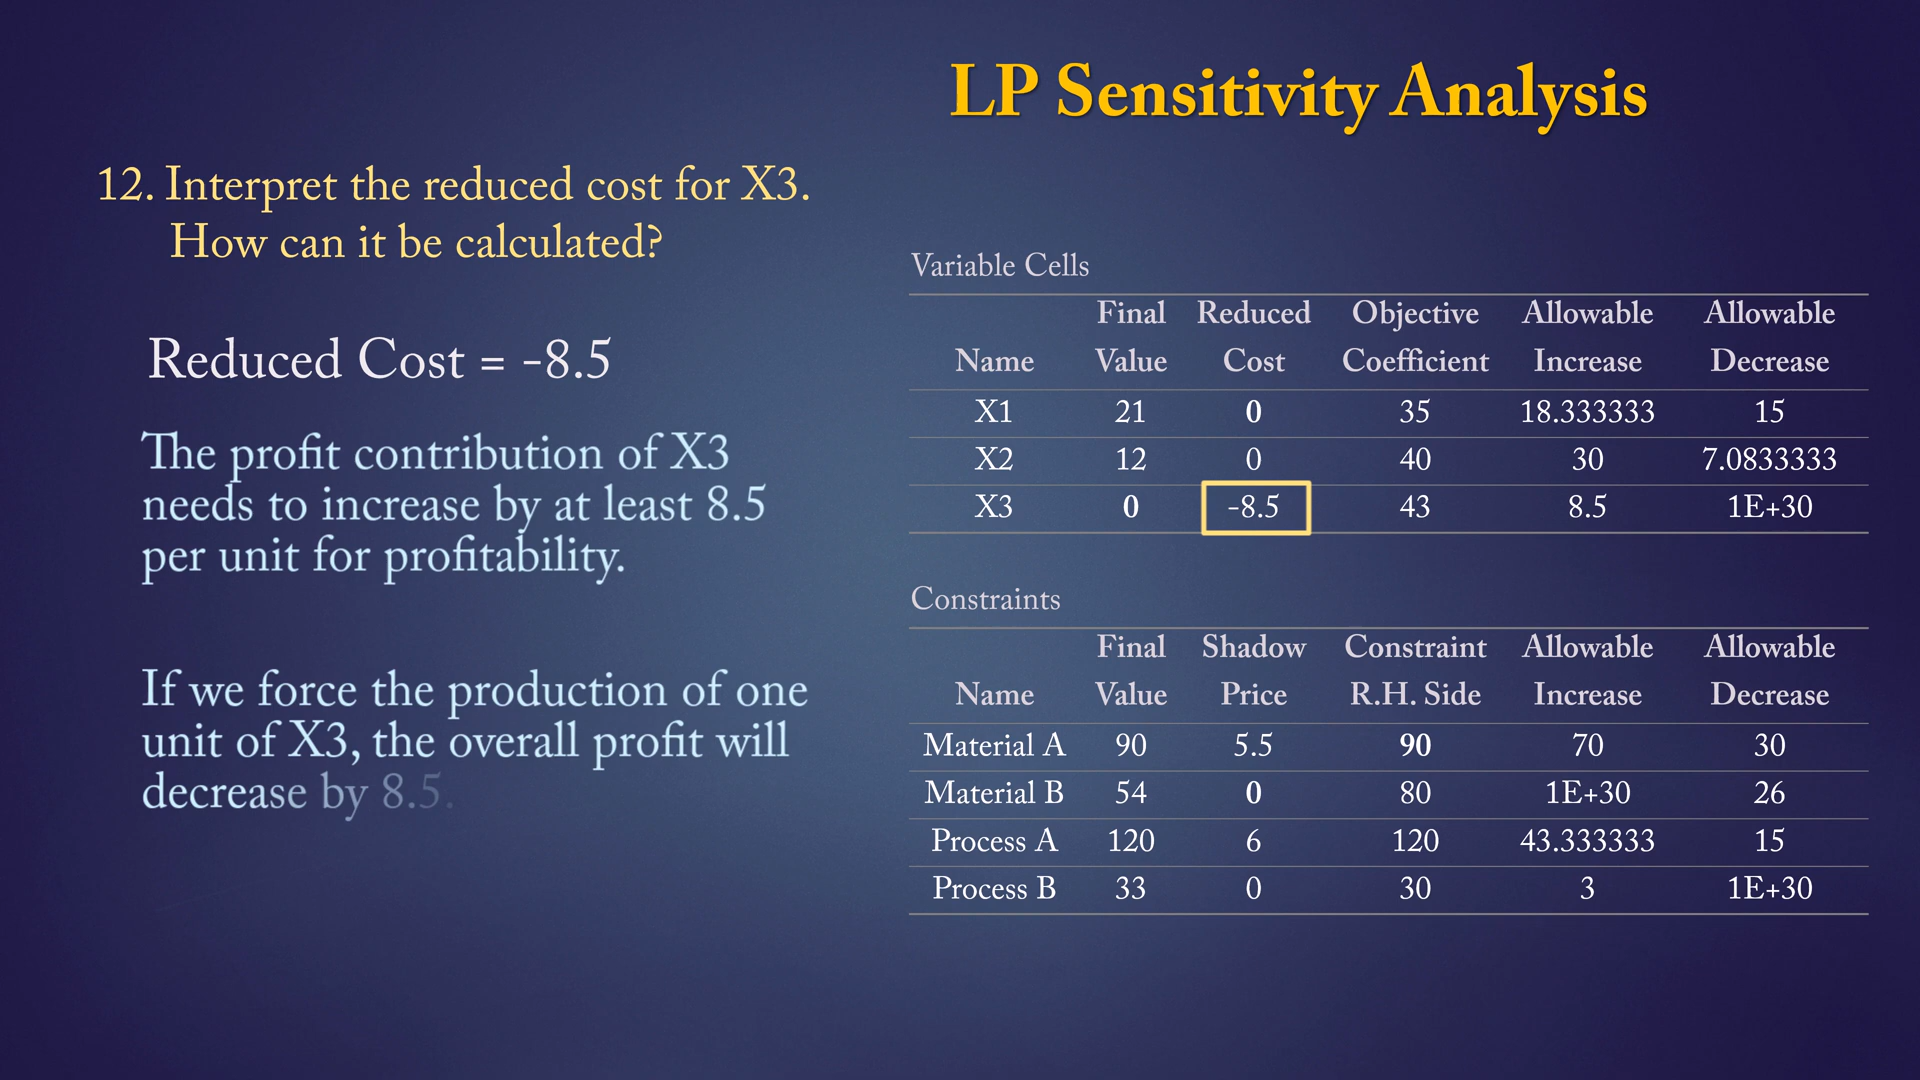 LP Sensitivity Analysis
12. Interpret the reduced cost for X3.
How can it be calculated?
Reduced Cost = -8.5
The profit contribution of X3
needs to increase by at least 8.5
per unit for profitability.
If we force the production of one
unit of X3, the overall profit will
decrease by 8.5.
Variable Cells
Final Reduced Objective Allowable Allowable
Name Value Cost Coefficient Increase Decrease
X1 21 0 35 18.333333 15
X2 12 0 40 30 7.0833333
X3 0 -8.5 43 8.5 1E+30
Constraints
Final Shadow Constraint Allowable Allowable
Name Value Price R.H. Side Increase Decrease
Material A 90 5.5 90 70 30
Material B 54 0 80 1E+30 26
Process A 120 6 120 43.333333 15
Process B 33 0 30 3 1E+30